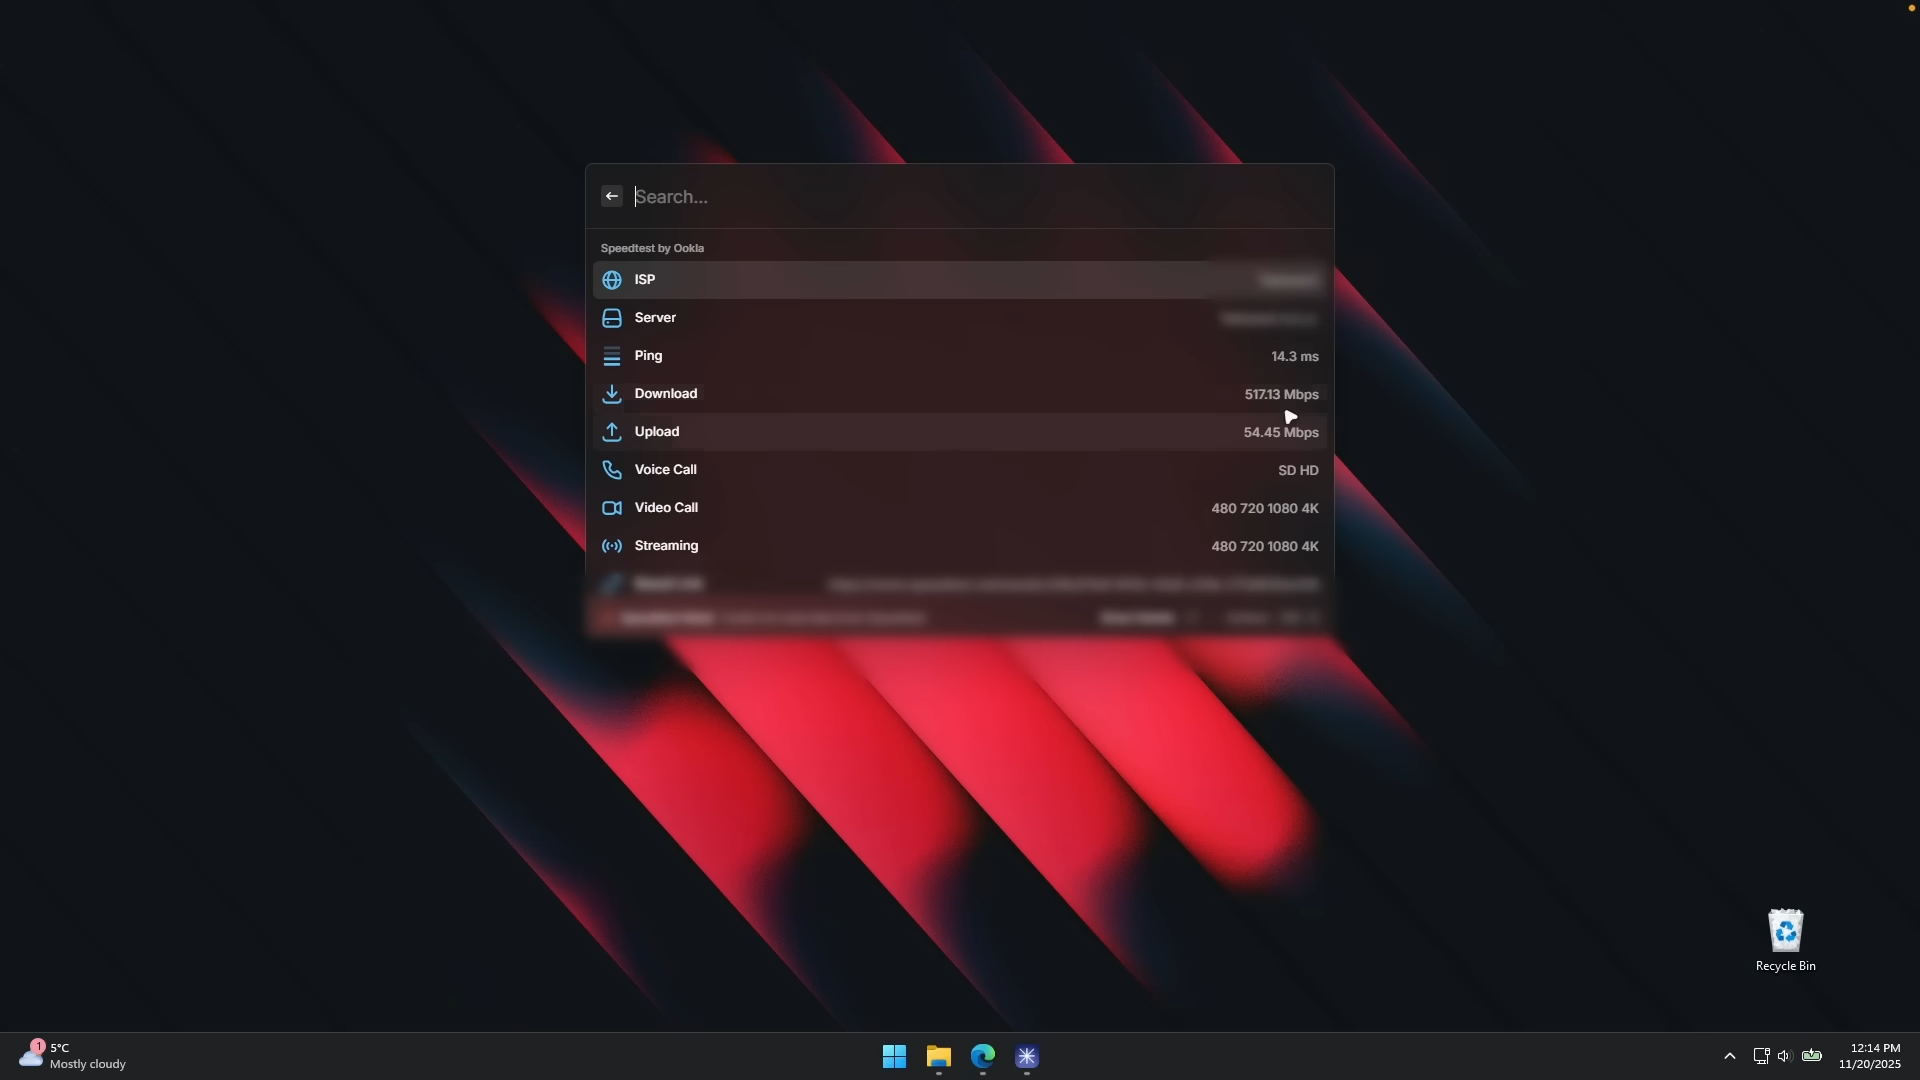 Search...
Speedtest by Ookla
ISP
Server
Ping 14.3 ms
Download 517.13 Mbps
Upload 54.45 Mbps
Voice Call SD HD
Video Call 480 720 1080 4K
Streaming 480 720 1080 4K
Recycle Bin
1
5°C
Mostly cloudy
12:14 PM
11/20/2025